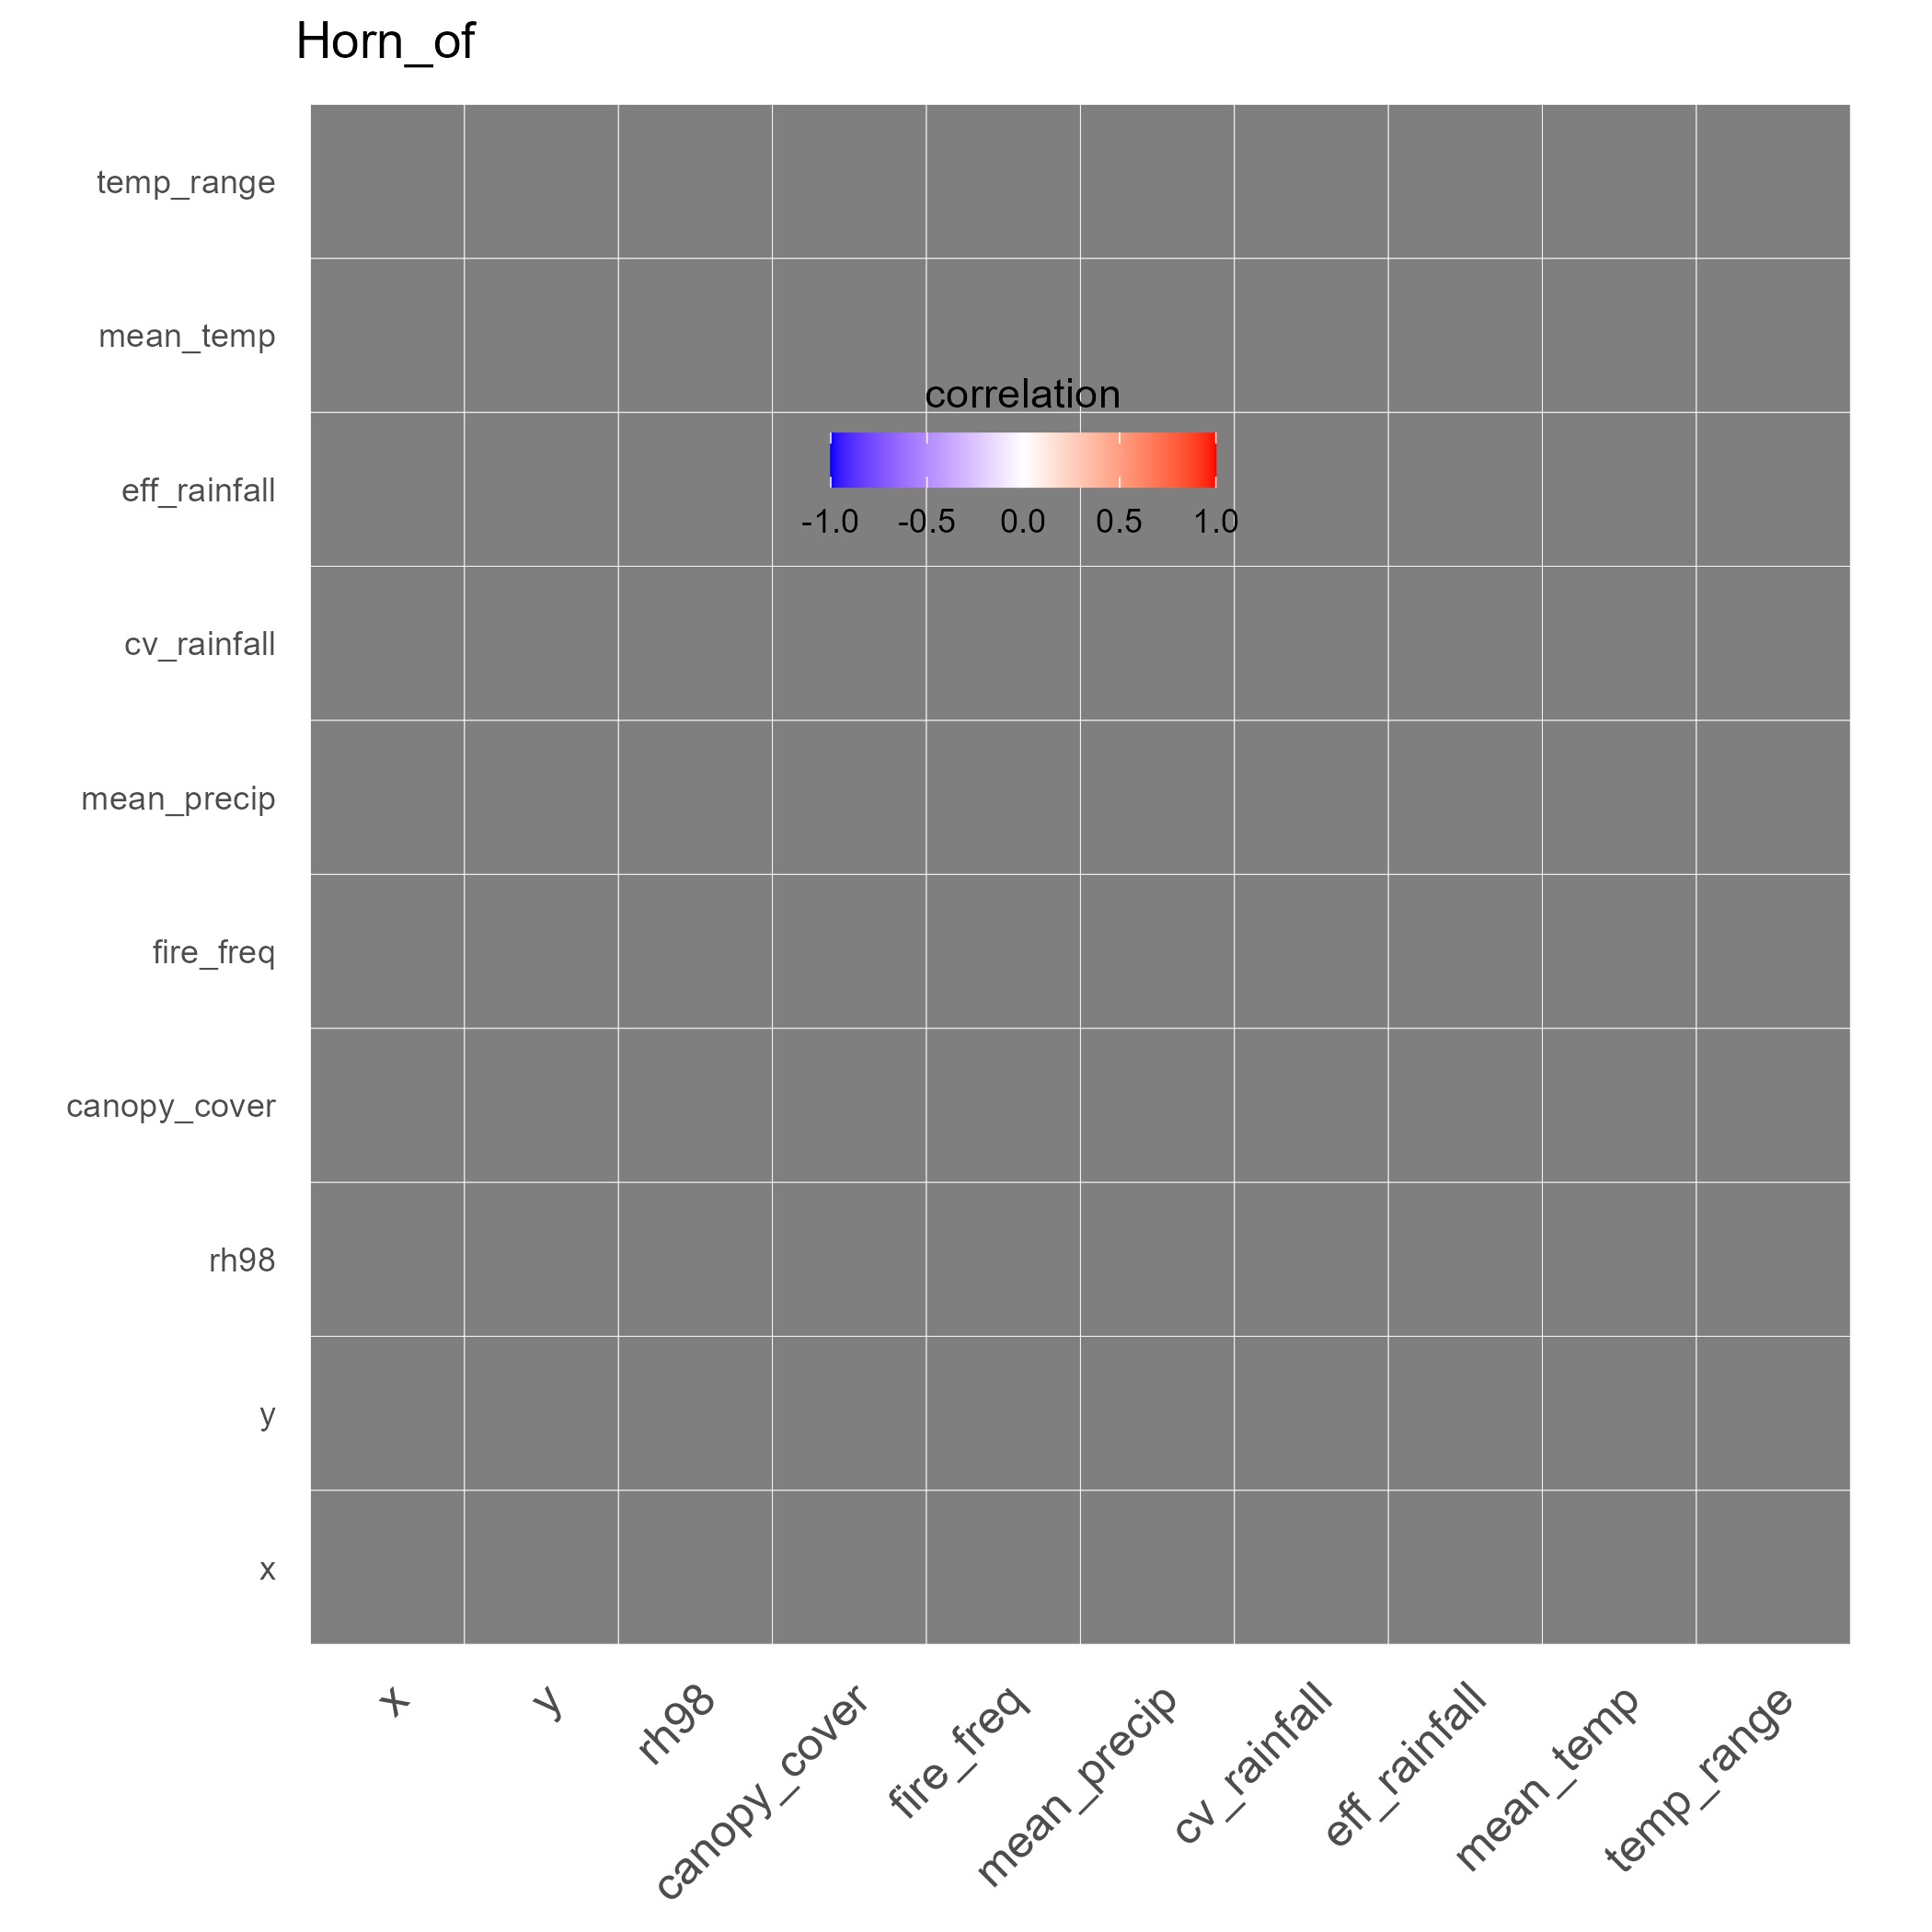 Horn_of
temp_range
mean_temp
correlation
eff_rainfall
-1.0 -0.5 0.0 0.5 1.0
cv_rainfall
mean_precip
fire_freq
canopy_cover
rh98
y
x
x y rh98 canopy_cover fire_freq mean_precip cv_rainfall eff_rainfall mean_temp temp_range